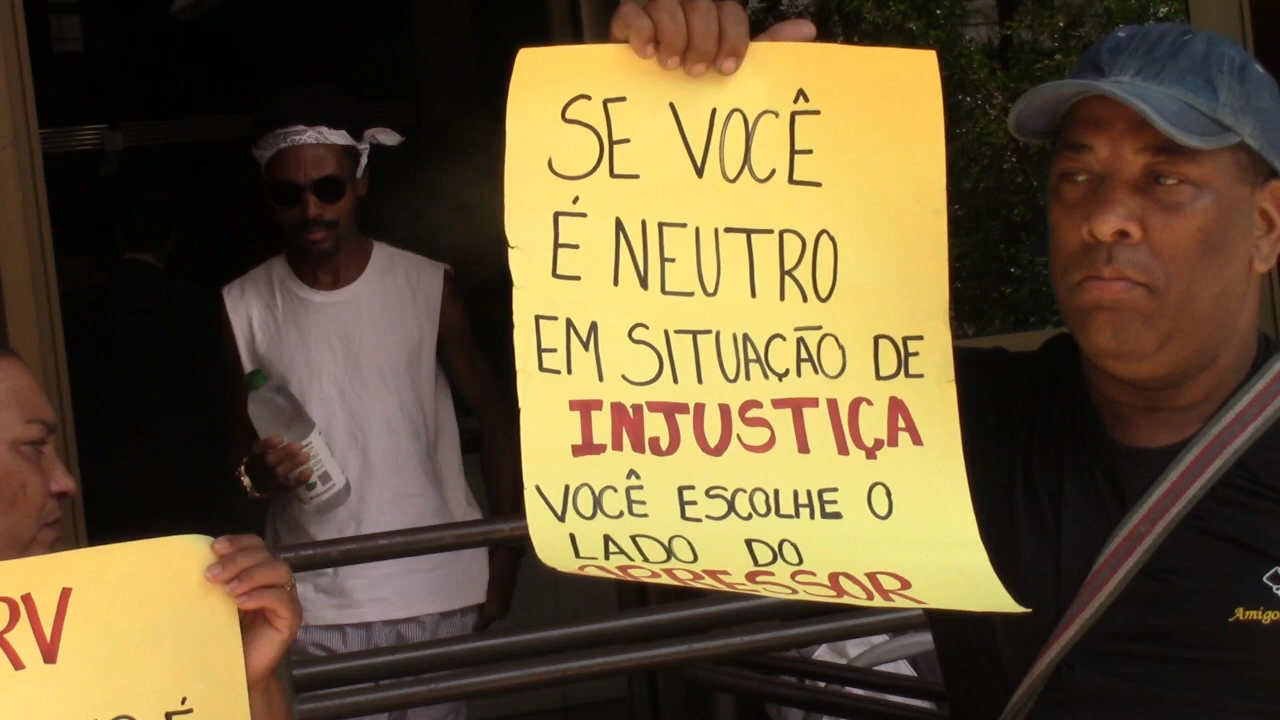 SE VOCÊ
É NEUTRO
EM SITUAÇÃO DE
INJUSTIÇA
VOCÊ ESCOLHE O
LADO DO
OPRESSOR
RV
É
Amigo